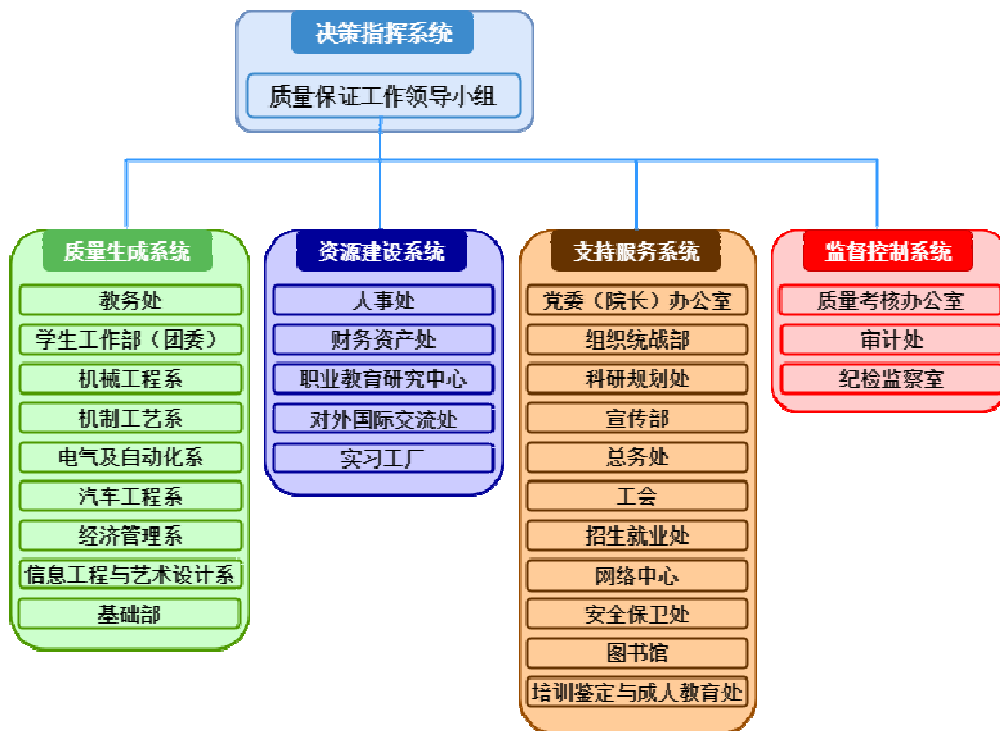 决策指挥系统
质量保证工作领导小组
质量生成系统
教务处
学生工作部（团委）
机械工程系
机制工艺系
电气及自动化系
汽车工程系
经济管理系
信息工程与艺术设计系
基础部
资源建设系统
人事处
财务资产处
职业教育研究中心
对外国际交流处
实习工厂
支持服务系统
党委（院长）办公室
组织统战部
科研规划处
宣传部
总务处
工会
招生就业处
网络中心
安全保卫处
图书馆
培训鉴定与成人教育处
监督控制系统
质量考核办公室
审计处
纪检监察室